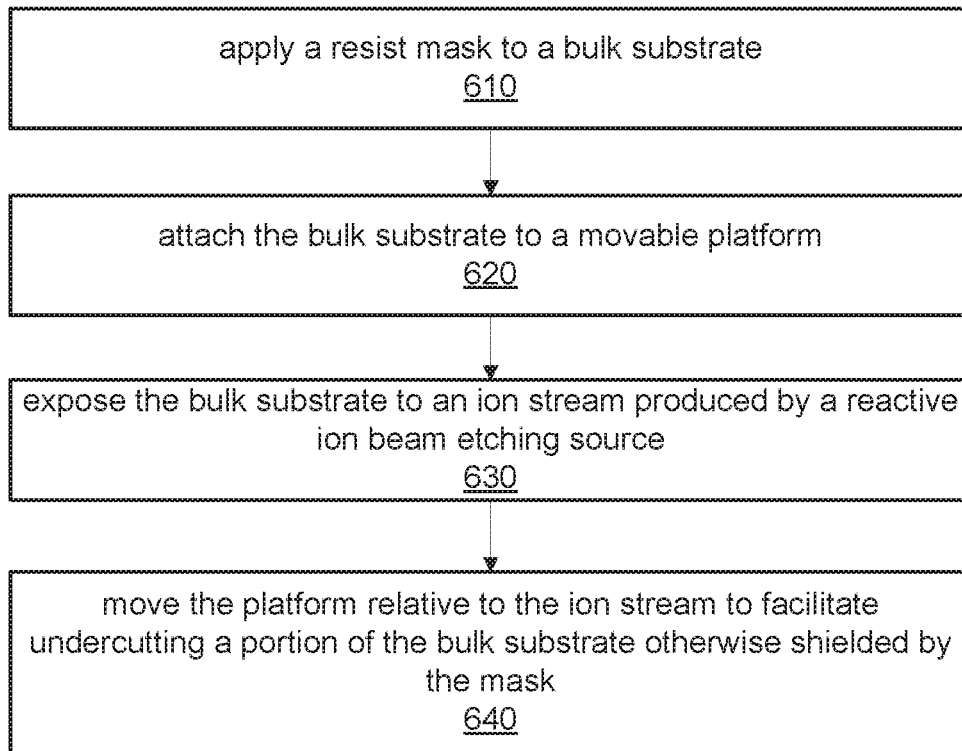 apply a resist mask to a bulk substrate
610
attach the bulk substrate to a movable platform
620
expose the bulk substrate to an ion stream produced by a reactive
ion beam etching source
630
move the platform relative to the ion stream to facilitate
undercutting a portion of the bulk substrate otherwise shielded by
the mask
640